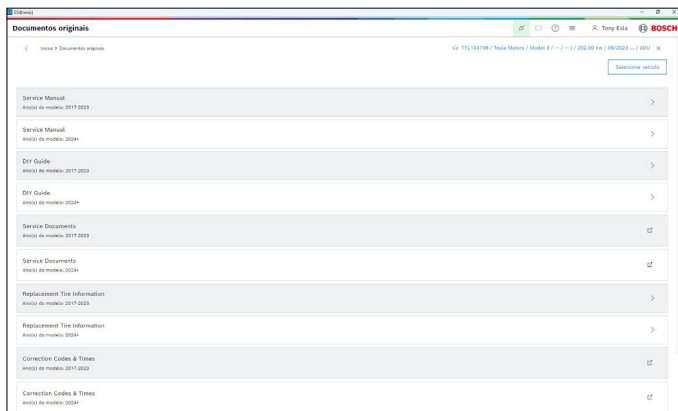 ESI[tronic]
Documentos originais
Tony Esla
BOSCH
Iniciar > Documentos originais
TTL134798 / Tesla Motors / Model 3 / -- / -- ( / 202.00 kw / 09/2023 ... / 3DU
Selecionar veículo
Service Manual
Ano(s) do modelo: 2017-2023
Service Manual
Ano(s) do modelo: 2024+
DIY Guide
Ano(s) do modelo: 2017-2023
DIY Guide
Ano(s) do modelo: 2024+
Service Documents
Ano(s) do modelo: 2017-2023
Service Documents
Ano(s) do modelo: 2024+
Replacement Tire Information
Ano(s) do modelo: 2017-2023
Replacement Tire Information
Ano(s) do modelo: 2024+
Correction Codes & Times
Ano(s) do modelo: 2017-2023
Correction Codes & Times
Ano(s) do modelo: 2024+